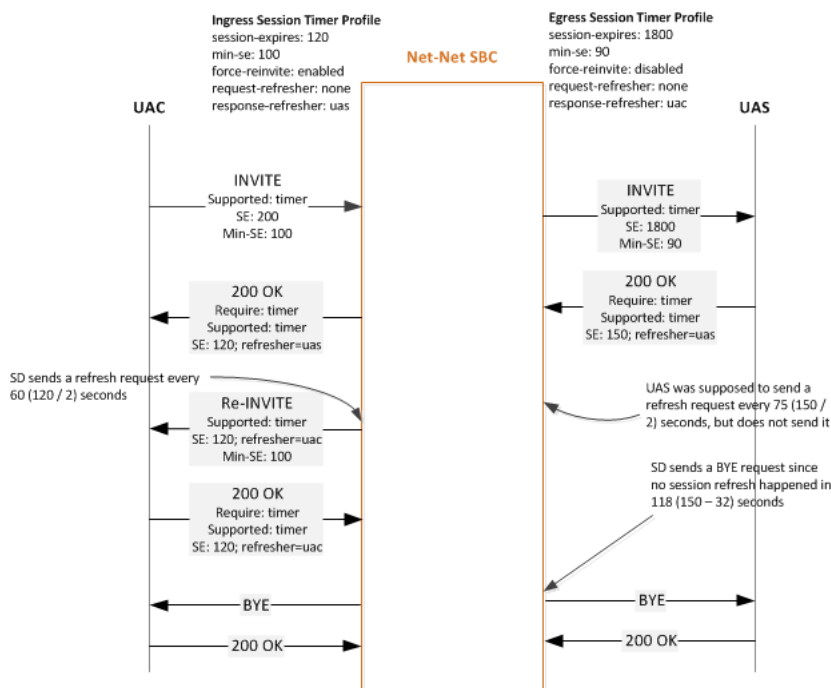 Ingress Session Timer Profile
session-expires: 120
min-se: 100
force-reinvite: enabled
request-refresher: none
response-refresher: uas
Net-Net SBC
Egress Session Timer Profile
session-expires: 1800
min-se: 90
force-reinvite: disabled
request-refresher: none
response-refresher: uac
UAC
UAS
INVITE
Supported: timer
SE: 200
Min-SE: 100
INVITE
Supported: timer
SE: 1800
Min-SE: 90
200 OK
Require: timer
Supported: timer
SE: 120; refresher=uas
200 OK
Require: timer
Supported: timer
SE: 150; refresher=uas
SD sends a refresh request every
60 (120 / 2) seconds
UAS was supposed to send a
refresh request every 75 (150 /
2) seconds, but does not send it
Re-INVITE
Supported: timer
SE: 120; refresher=uac
Min-SE: 100
SD sends a BYE request since
no session refresh happened in
118 (150 – 32) seconds
200 OK
Require: timer
Supported: timer
SE: 120; refresher=uac
BYE
BYE
200 OK
200 OK